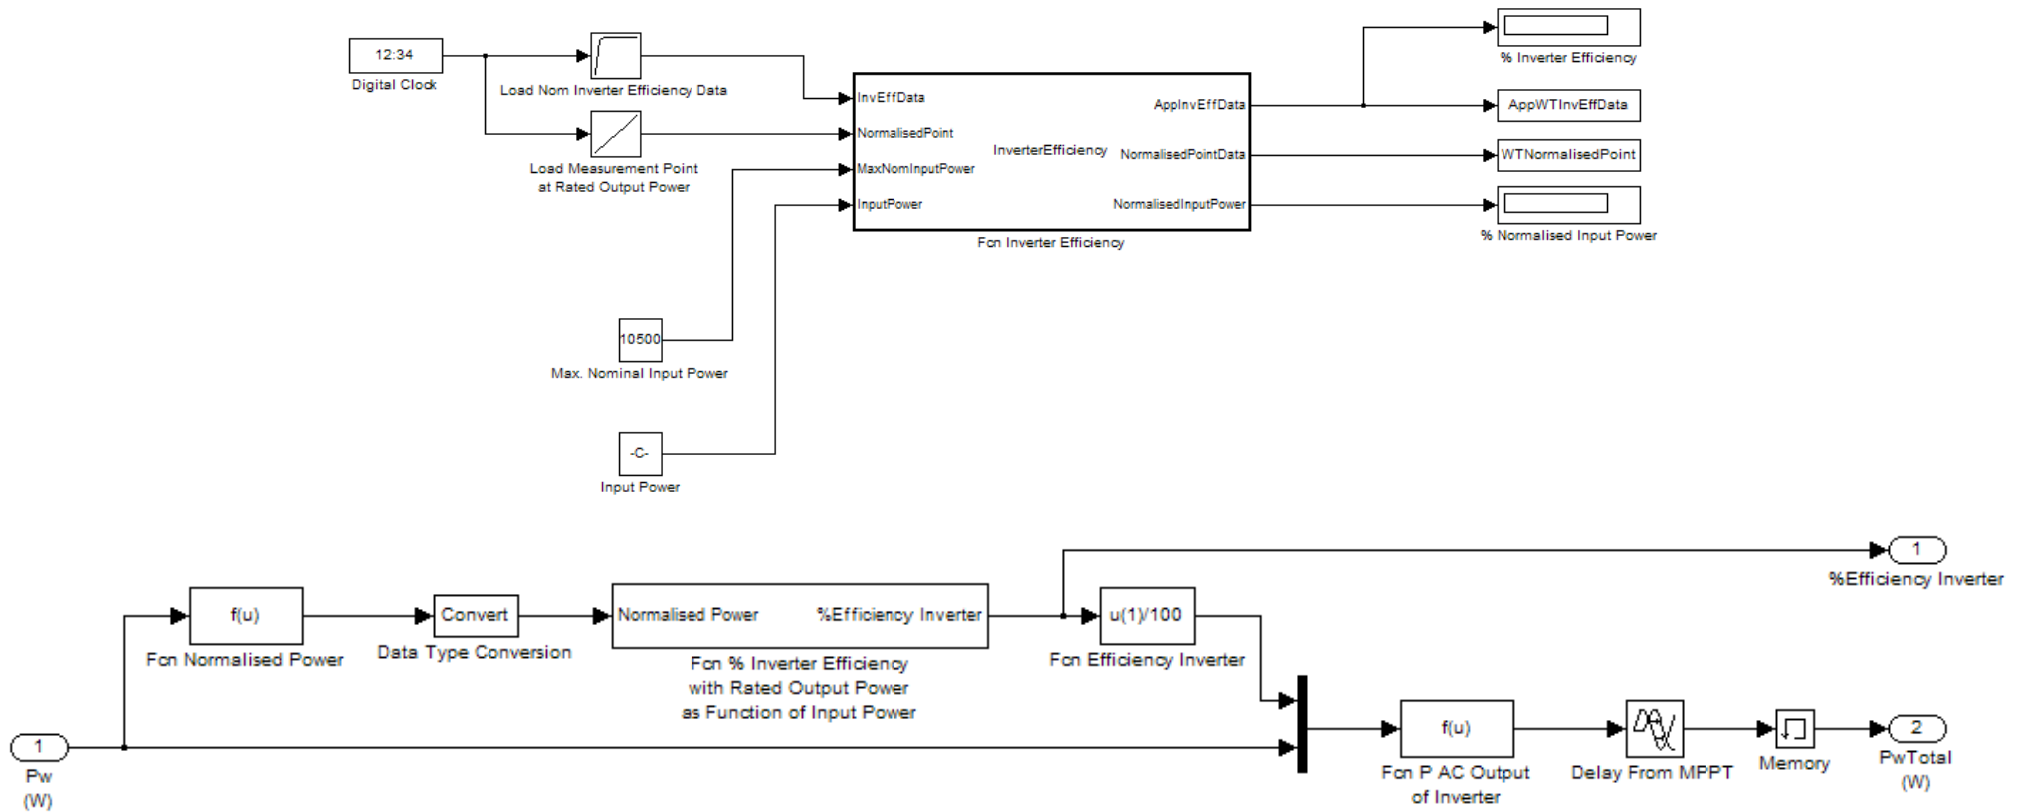 12:34
Digital Clock
Load Nom Inverter Efficiency Data
Load Measurement Point
at Rated Output Power
InvEffData
NormalisedPoint
MaxNomInputPower
InputPower
InverterEfficiency
AppInvEffData
NormalisedPointData
NormalisedInputPower
Fcn Inverter Efficiency
% Inverter Efficiency
AppWTInvEffData
WTNormalisedPoint
% Normalised Input Power
10500
Max. Nominal Input Power
-C-
Input Power
1
%Efficiency Inverter
f(u)
Fcn Normalised Power
Convert
Data Type Conversion
Normalised Power %Efficiency Inverter
Fcn % Inverter Efficiency
with Rated Output Power
as Function of Input Power
u(1)/100
Fcn Efficiency Inverter
1
Pw
(W)
f(u)
Fcn P AC Output
of Inverter
Delay From MPPT
Memory
2
PwTotal
(W)